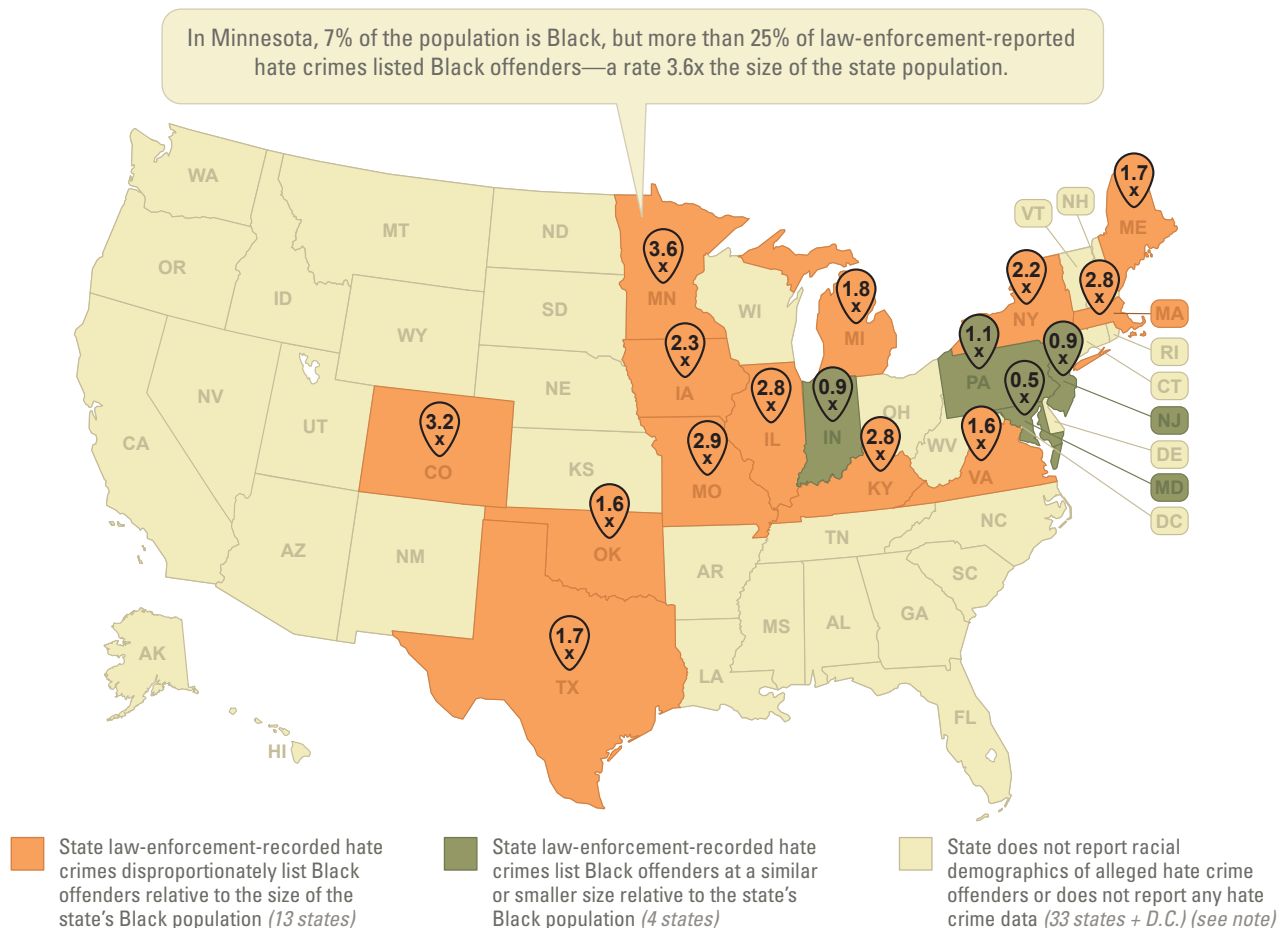 In Minnesota, 7% of the population is Black, but more than 25% of law-enforcement-reported
hate crimes listed Black offenders—a rate 3.6x the size of the state population.
WA
OR
CA
NV
ID
MT
WY
UT
AZ
NM
3.2
x
CO
ND
SD
NE
KS
1.6
x
OK
1.7
x
TX
3.6
x
MN
2.3
x
IA
2.9
x
MO
AR
LA
WI
2.8
x
IL
1.8
x
MI
0.9
x
IN
OH
2.8
x
KY
TN
MS
AL
GA
FL
SC
NC
WV
1.6
x
VA
1.1
x
PA
0.5
x
0.9
x
2.2
x
NY
2.8
x
1.7
x
ME
VT
NH
MA
RI
CT
NJ
DE
MD
DC
AK
HI
State law-enforcement-recorded hate
crimes disproportionately list Black
offenders relative to the size of the
state's Black population (13 states)
State law-enforcement-recorded hate
crimes list Black offenders at a similar
or smaller size relative to the state's
Black population (4 states)
State does not report racial
demographics of alleged hate crime
offenders or does not report any hate
crime data (33 states + D.C.) (see note)